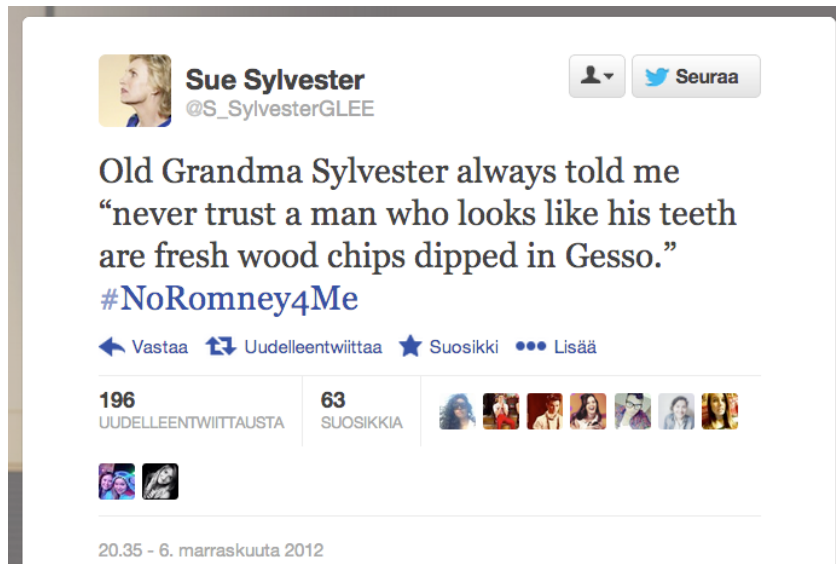 Sue Sylvester
@S_SylvesterGLEE
Seuraa
Old Grandma Sylvester always told me
“never trust a man who looks like his teeth
are fresh wood chips dipped in Gesso.”
#NoRomney4Me
Vastaa Uudelleentwiittaa Suosikki Lisää
196 63
UUDELLEENTWIITTAUSTA SUOSIKKIA
20.35 - 6. marraskuuta 2012